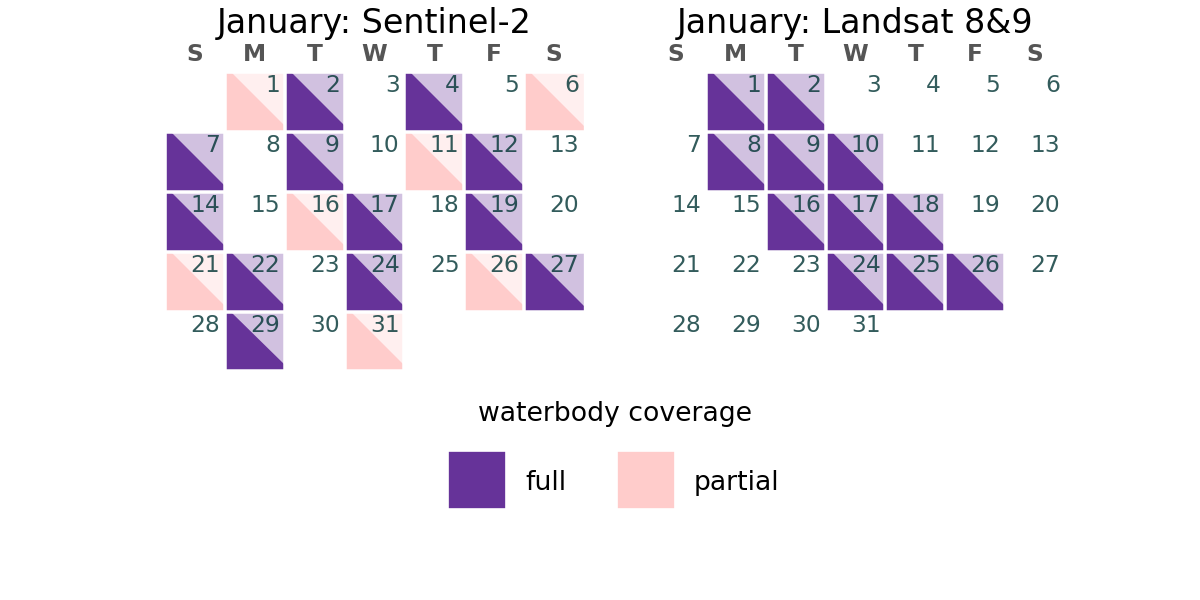 January: Sentinel-2
S M T W T F S
1 2 3 4 5 6
7 8 9 10 11 12 13
14 15 16 17 18 19 20
21 22 23 24 25 26 27
28 29 30 31
January: Landsat 8&9
S M T W T F S
1 2 3 4 5 6
7 8 9 10 11 12 13
14 15 16 17 18 19 20
21 22 23 24 25 26 27
28 29 30 31
waterbody coverage
full partial